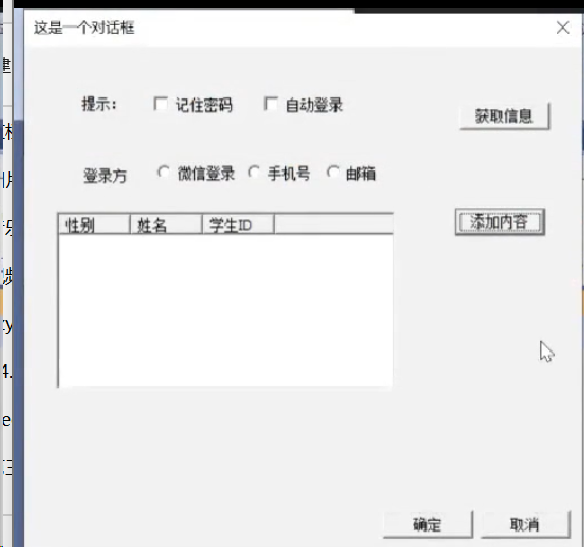 这是一个对话框
提示： 记住密码 自动登录
获取信息
登录方 微信登录 手机号 邮箱
性别 姓名 学生ID
添加内容
确定 取消